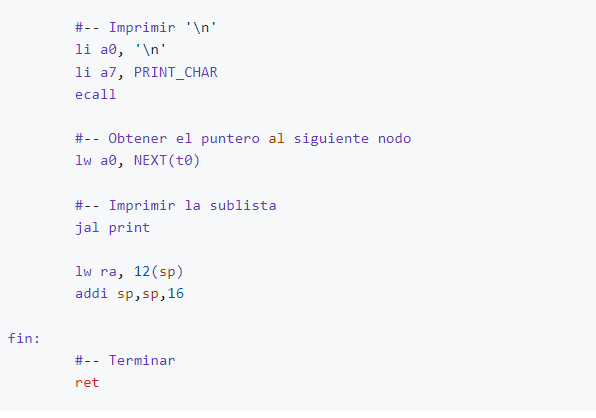 #-- Imprimir '\n'
li a0, '\n'
li a7, PRINT_CHAR
ecall
#-- Obtener el puntero al siguiente nodo
lw a0, NEXT(t0)
#-- Imprimir la sublista
jal print
lw ra, 12(sp)
addi sp,sp,16
fin:
#-- Terminar
ret